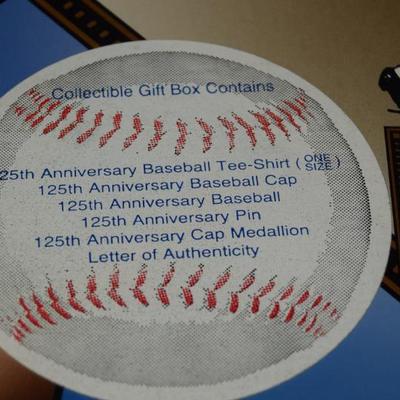 Collectible Gift Box Contains
25th Anniversary Baseball Tee-Shirt (ONE SIZE)
125th Anniversary Baseball Cap
125th Anniversary Baseball
125th Anniversary Pin
125th Anniversary Cap Medallion
Letter of Authenticity